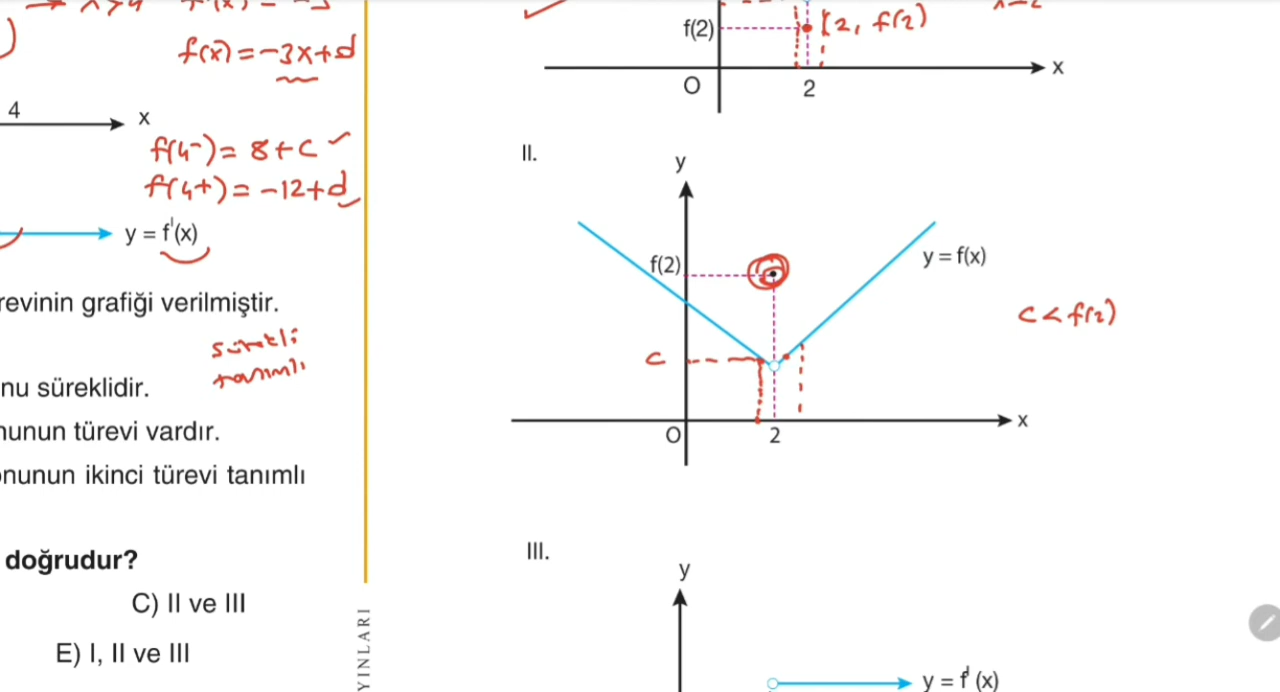 f(x) = -3x+d
4
x
f(4-) = 8+c
f(4+) = -12+d
y = f'(x)
revinin grafiği verilmiştir.
sürekli
tanımlı
nu süreklidir.
nunun türevi vardır.
onunun ikinci türevi tanımlı
doğrudur?
C) II ve III
E) I, II ve III
YINLARI
f(2)
(2, f(2))
O
2
x
II.
y
f(2)
y = f(x)
c < f(2)
c
O
2
x
III.
y
y = f'(x)